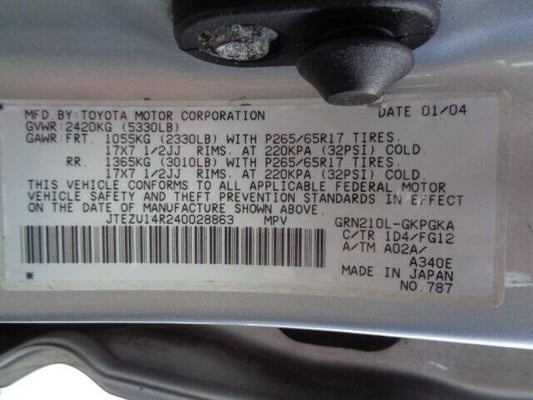 MFD BY:TOYOTA MOTOR CORPORATION DATE 01/04
GVWR:2420KG (5330LB)
GAWR:FRT. 1055KG (2330LB) WITH P265/65R17 TIRES.
17X7 1/2JJ RIMS. AT 220KPA (32PSI) COLD.
RR. 1365KG (3010LB) WITH P265/65R17 TIRES.
17X7 1/2JJ RIMS. AT 220KPA (32PSI) COLD.
THIS VEHICLE CONFORMS TO ALL APPLICABLE FEDERAL MOTOR
VEHICLE SAFETY AND THEFT PREVENTION STANDARDS IN EFFECT
ON THE DATE OF MANUFACTURE SHOWN ABOVE.
JTEZU14R240028863 MPV GRN210L-GKPGKA
C/TR 1D4/FG12
A/TM A02A/
A340E
MADE IN JAPAN
NO.787